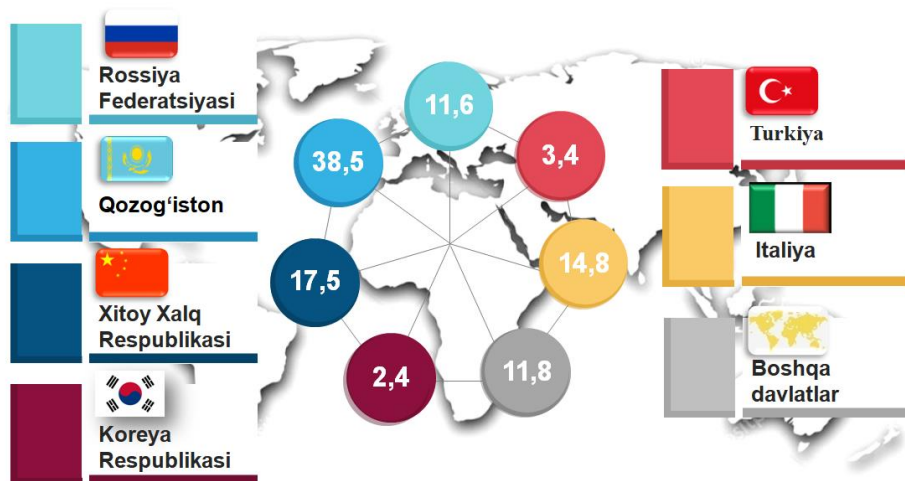 Rossiya
Federatsiyasi
Qozog‘iston
Xitoy Xalq
Respublikasi
Koreya
Respublikasi
11,6
38,5
3,4
17,5
14,8
2,4
11,8
Turkiya
Italiya
Boshqa
davlatlar